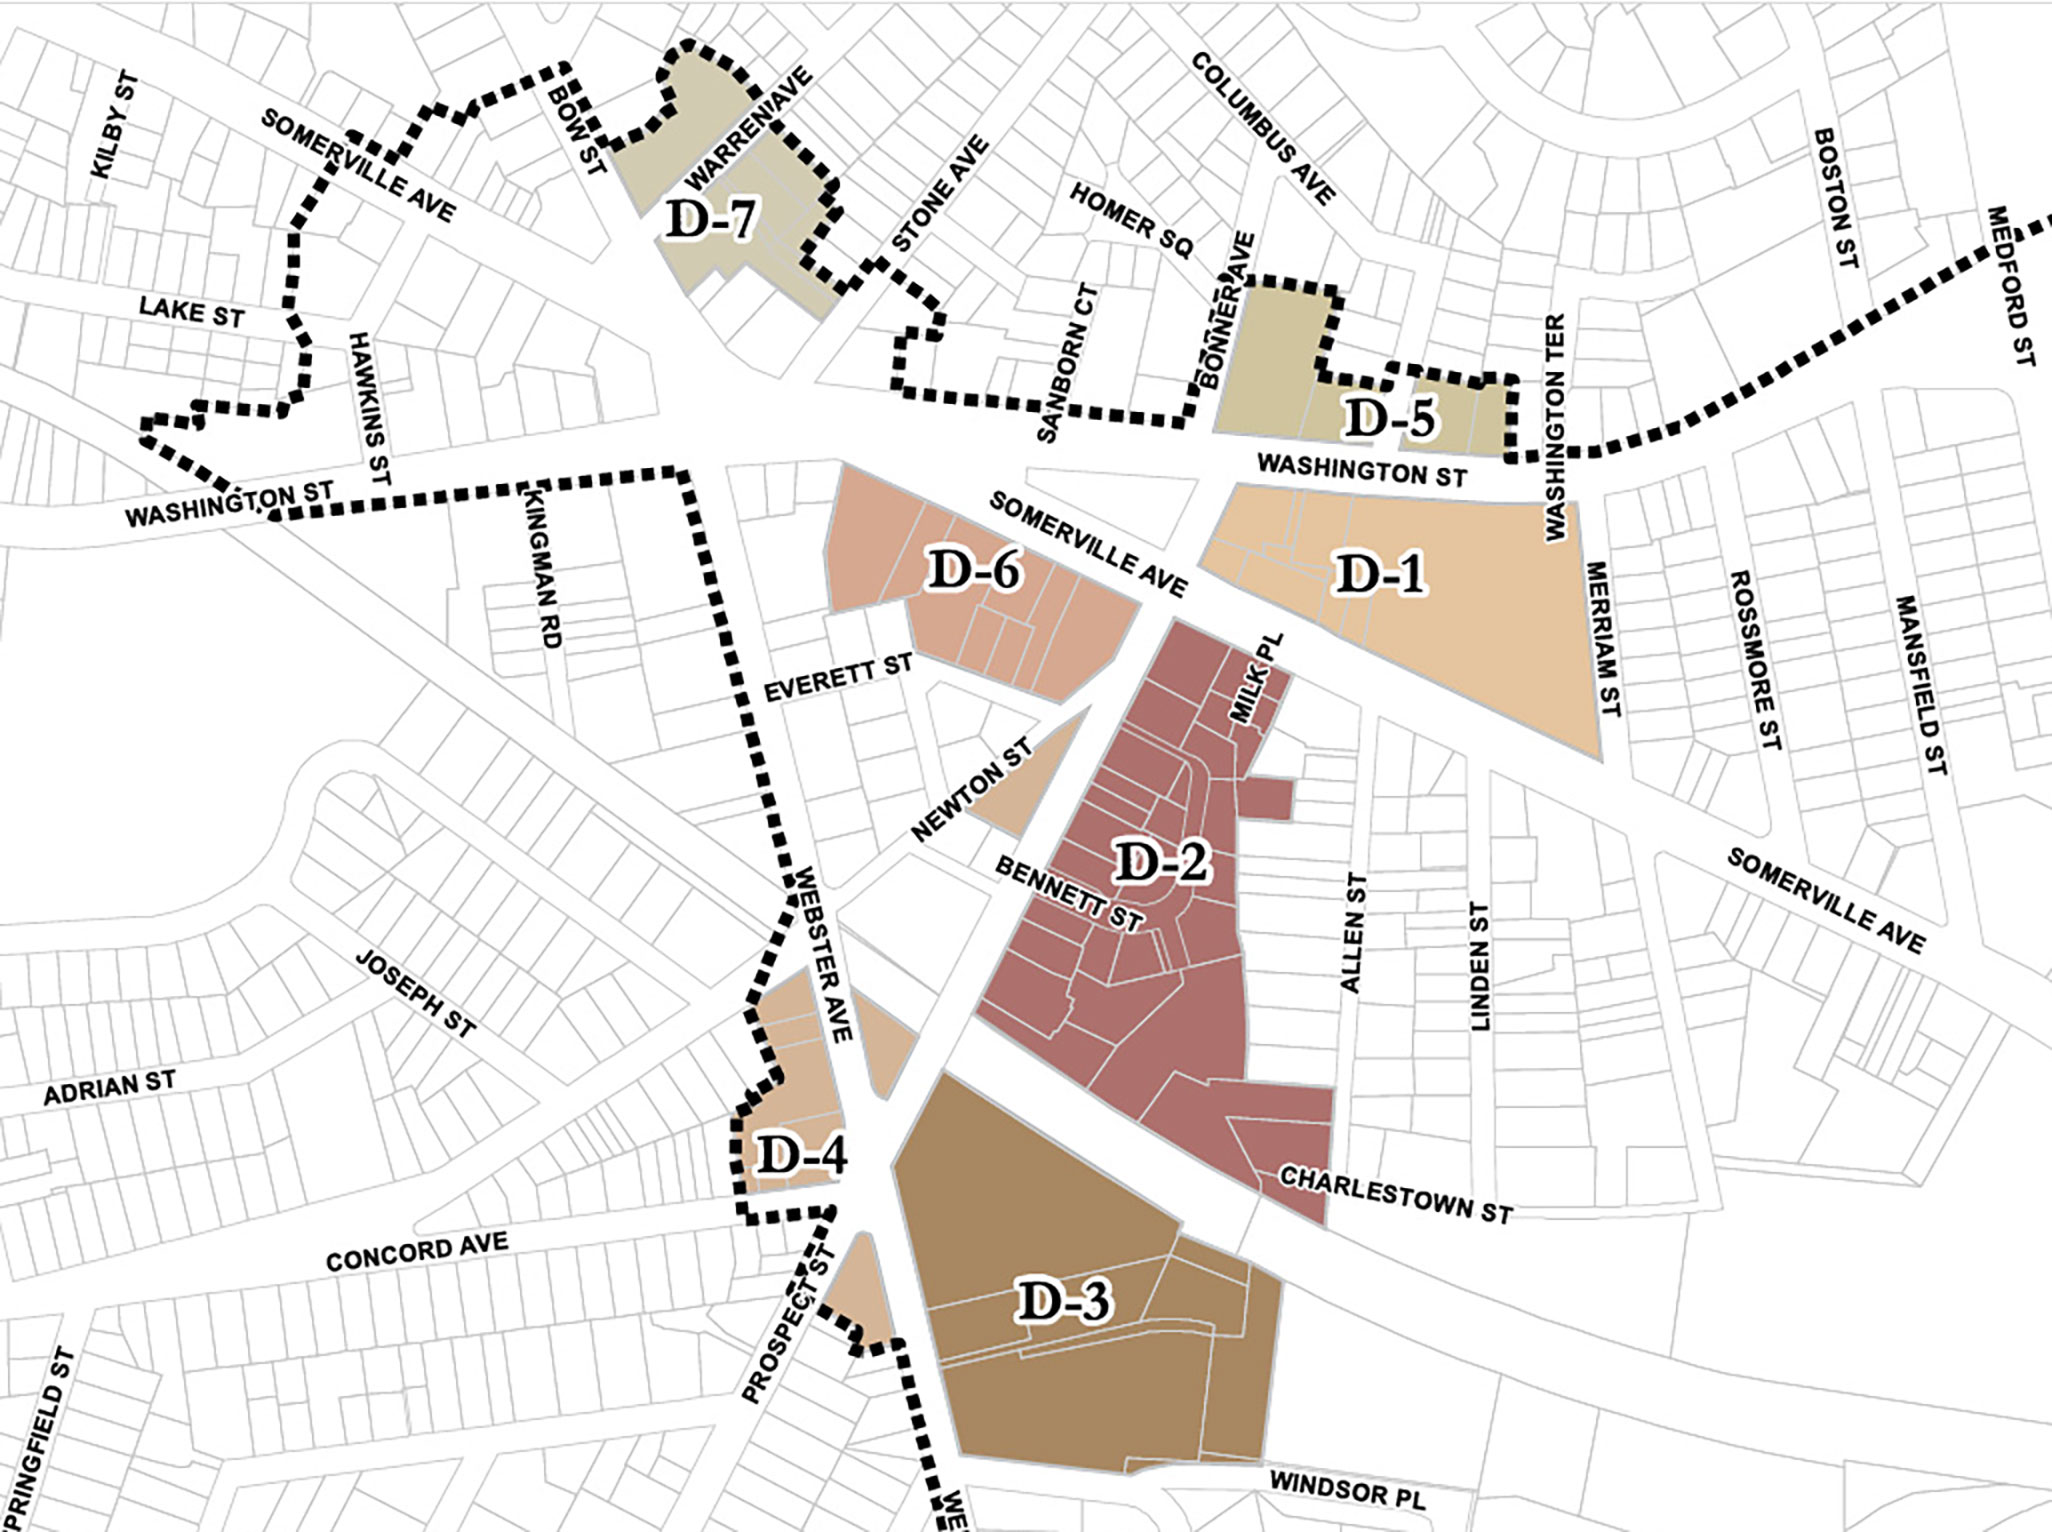 KILBY ST
SOMERVILLE AVE
BOW ST
WARREN AVE
D-7
STONE AVE
COLUMBUS AVE
HOMER SQ
BOSTON ST
MEDFORD ST
LAKE ST
HAWKINS ST
SANBORN CT
BONNER AVE
D-5
WASHINGTON TER
WASHINGTON ST
WASHINGTON ST
KINGMAN RD
SOMERVILLE AVE
D-6
D-1
MERRIAM ST
ROSSMORE ST
MANSFIELD ST
EVERETT ST
MILK PL
NEWTON ST
D-2
BENNETT ST
WEBSTER AVE
ALLEN ST
LINDEN ST
SOMERVILLE AVE
JOSEPH ST
ADRIAN ST
D-4
CHARLESTOWN ST
CONCORD AVE
PROSPECT ST
D-3
PRINGFIELD ST
WINDSOR PL
WE